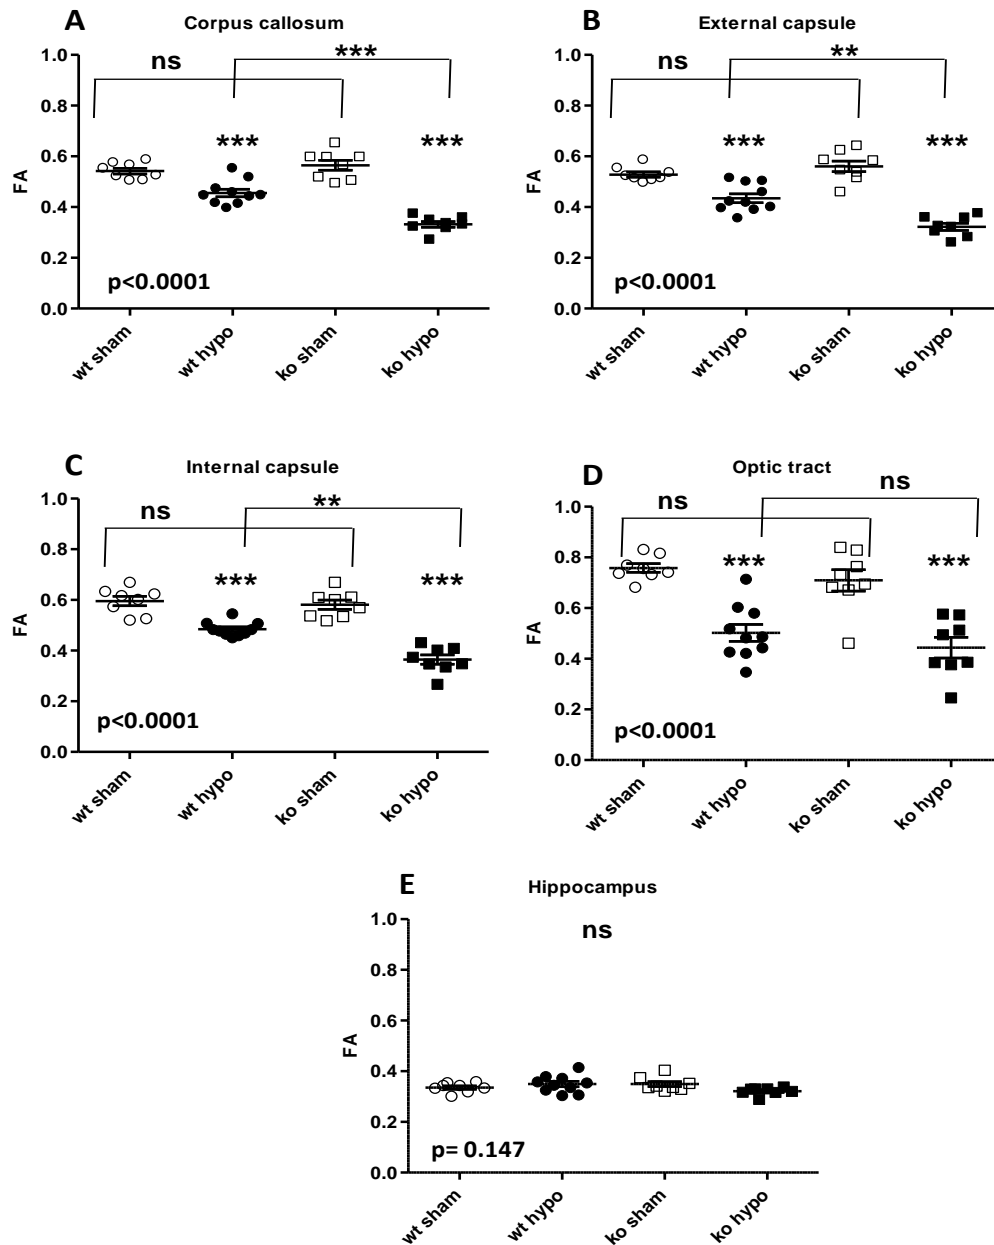 A
Corpus callosum
1.0
0.8
0.6
0.4
0.2
0.0
FA
ns
***
***
***
p<0.0001
wt sham
wt hypo
ko sham
ko hypo
B
External capsule
1.0
0.8
0.6
0.4
0.2
0.0
FA
ns
**
***
***
p<0.0001
wt sham
wt hypo
ko sham
ko hypo
C
Internal capsule
1.0
0.8
0.6
0.4
0.2
0.0
FA
ns
**
***
***
p<0.0001
wt sham
wt hypo
ko sham
ko hypo
D
Optic tract
1.0
0.8
0.6
0.4
0.2
0.0
FA
ns
ns
***
***
p<0.0001
wt sham
wt hypo
ko sham
ko hypo
E
Hippocampus
1.0
0.8
0.6
0.4
0.2
0.0
FA
ns
p= 0.147
wt sham
wt hypo
ko sham
ko hypo